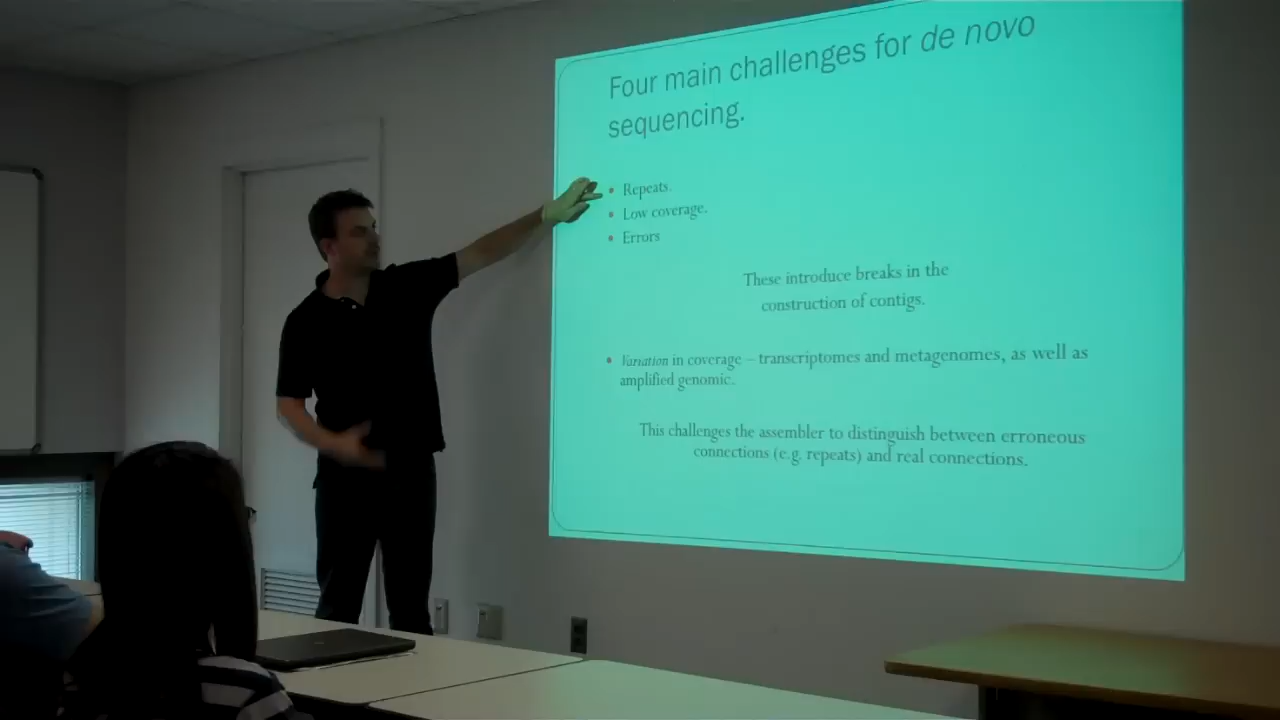 Four main challenges for de novo
sequencing.
• Repeats.
• Low coverage.
• Errors
These introduce breaks in the
construction of contigs.
• Variation in coverage – transcriptomes and metagenomes, as well as
amplified genomic.
This challenges the assembler to distinguish between erroneous
connections (e.g. repeats) and real connections.